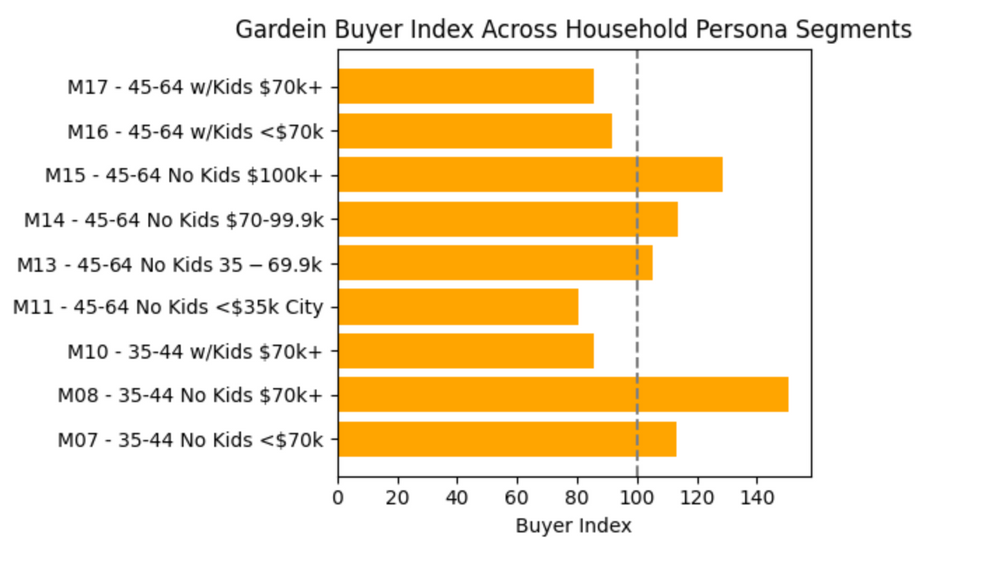 Gardein Buyer Index Across Household Persona Segments
M17 - 45-64 w/Kids $70k+
M16 - 45-64 w/Kids <$70k
M15 - 45-64 No Kids $100k+
M14 - 45-64 No Kids $70-99.9k
M13 - 45-64 No Kids 35 − 69.9k
M11 - 45-64 No Kids <$35k City
M10 - 35-44 w/Kids $70k+
M08 - 35-44 No Kids $70k+
M07 - 35-44 No Kids <$70k
0 20 40 60 80 100 120 140
Buyer Index